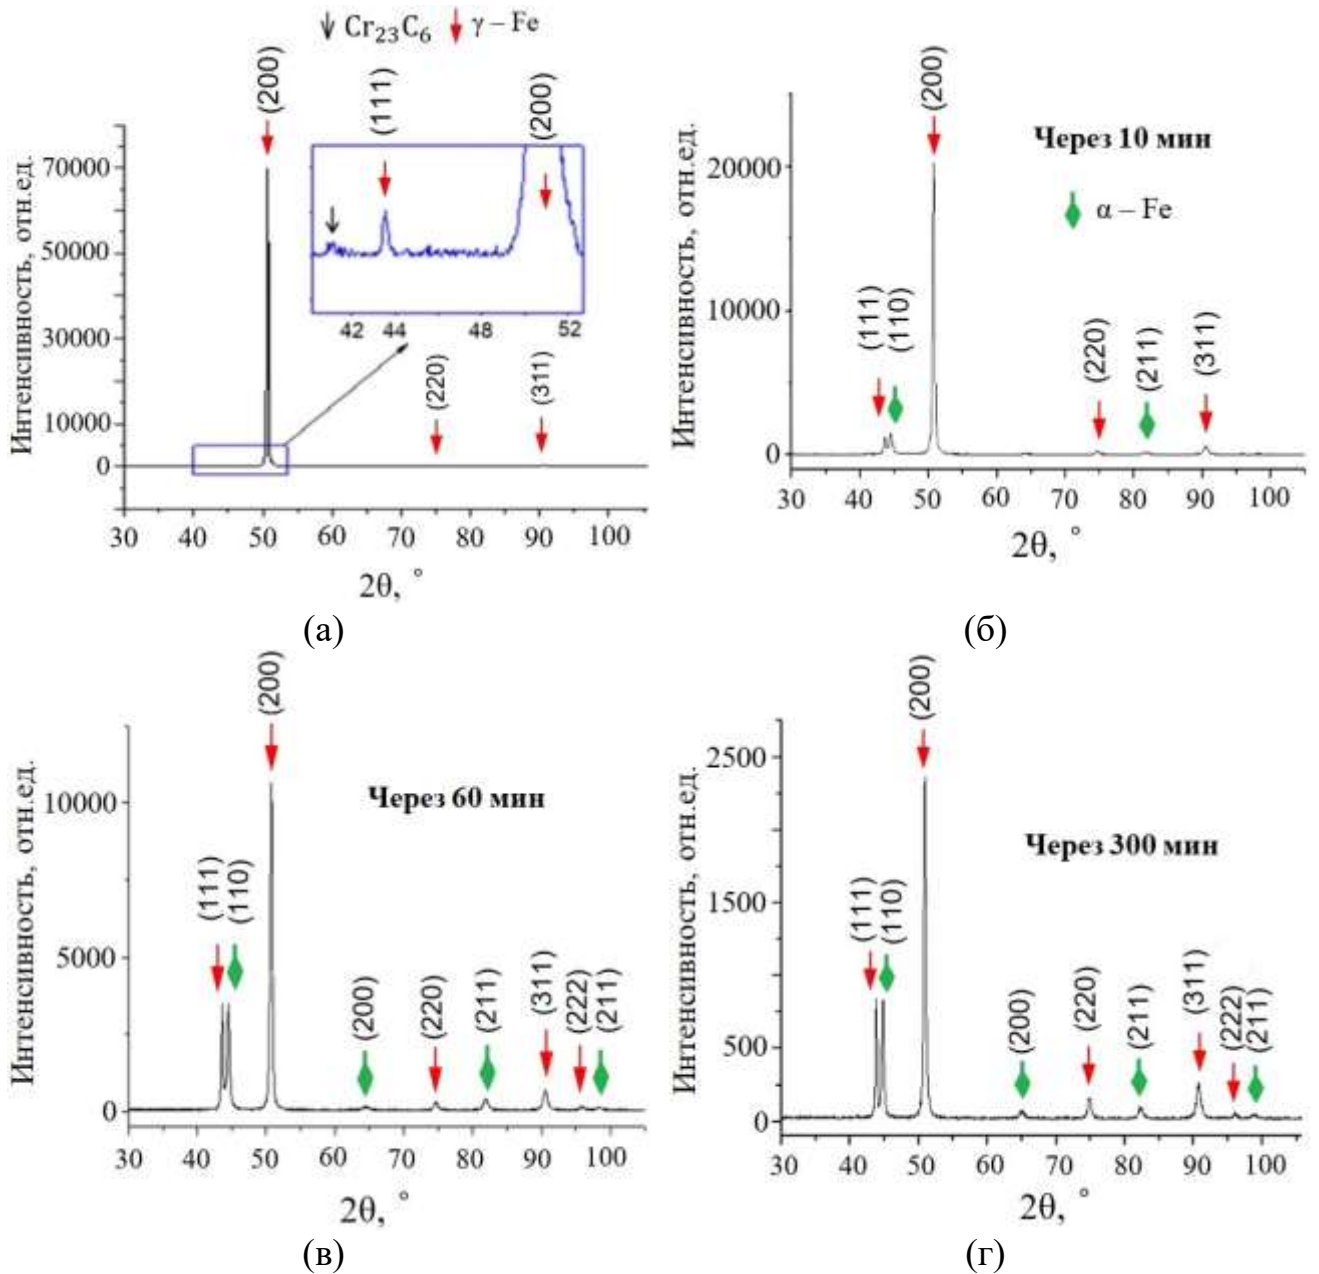 Cr₂₃C₆ γ – Fe
(200)
(111)
(200)
Интенсивность, отн.ед.
70000
50000
30000
10000
0
42 44 48 52
(220)
(311)
30 40 50 60 70 80 90 100
2θ, °
(а)
(200)
Через 10 мин
α – Fe
Интенсивность, отн.ед.
20000
10000
0
(111)
(110)
(220)
(211)
(311)
30 40 50 60 70 80 90 100
2θ, °
(б)
(200)
Через 60 мин
Интенсивность, отн.ед.
10000
5000
0
(111)
(110)
(200)
(220)
(211)
(311)
(222)
(211)
30 40 50 60 70 80 90 100
2θ, °
(в)
(200)
Через 300 мин
Интенсивность, отн.ед.
2500
1500
500
0
(111)
(110)
(200)
(220)
(211)
(311)
(222)
(211)
30 40 50 60 70 80 90 100
2θ, °
(г)